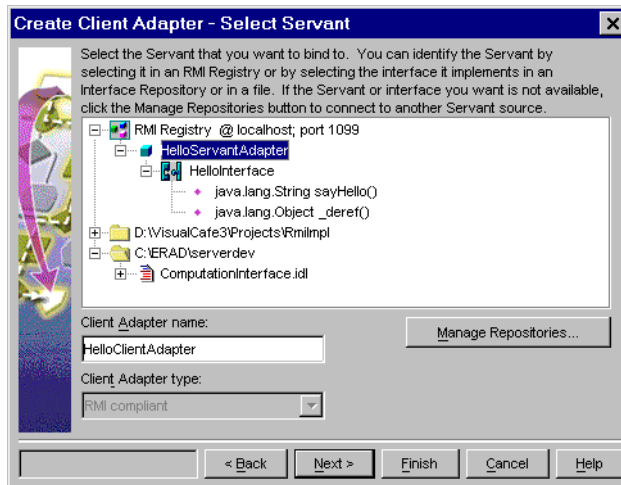 Create Client Adapter - Select Servant
Select the Servant that you want to bind to. You can identify the Servant by
selecting it in an RMI Registry or by selecting the interface it implements in an
Interface Repository or in a file. If the Servant or interface you want is not available,
click the Manage Repositories button to connect to another Servant source.
RMI Registry @ localhost; port 1099
HelloServantAdapter
HelloInterface
java.lang.String sayHello()
java.lang.Object _deref()
D:\VisualCafe3\Projects\RmiImpl
C:\ERAD\serverdev
ComputationInterface.idl
Client Adapter name:
Manage Repositories...
HelloClientAdapter
Client Adapter type:
RMI compliant
< Back
Next >
Finish
Cancel
Help